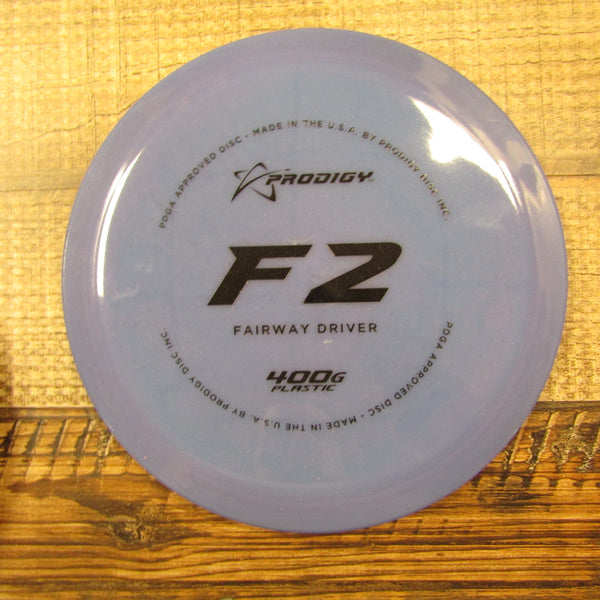 PDGA APPROVED DISC - MADE IN THE U.S.A. BY PRODIGY DISC, INC.
PRODIGY
F2
FAIRWAY DRIVER
400G
PLASTIC
PDGA APPROVED DISC - MADE IN THE U.S.A. BY PRODIGY DISC INC.